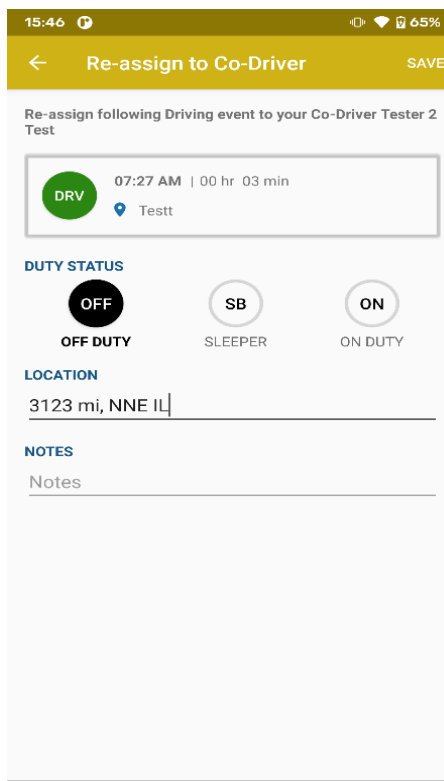 15:46 65%
Re-assign to Co-Driver SAVE
Re-assign following Driving event to your Co-Driver Tester 2
Test
DRV 07:27 AM | 00 hr 03 min
Testt
DUTY STATUS
OFF SB ON
OFF DUTY SLEEPER ON DUTY
LOCATION
3123 mi, NNE IL
NOTES
Notes